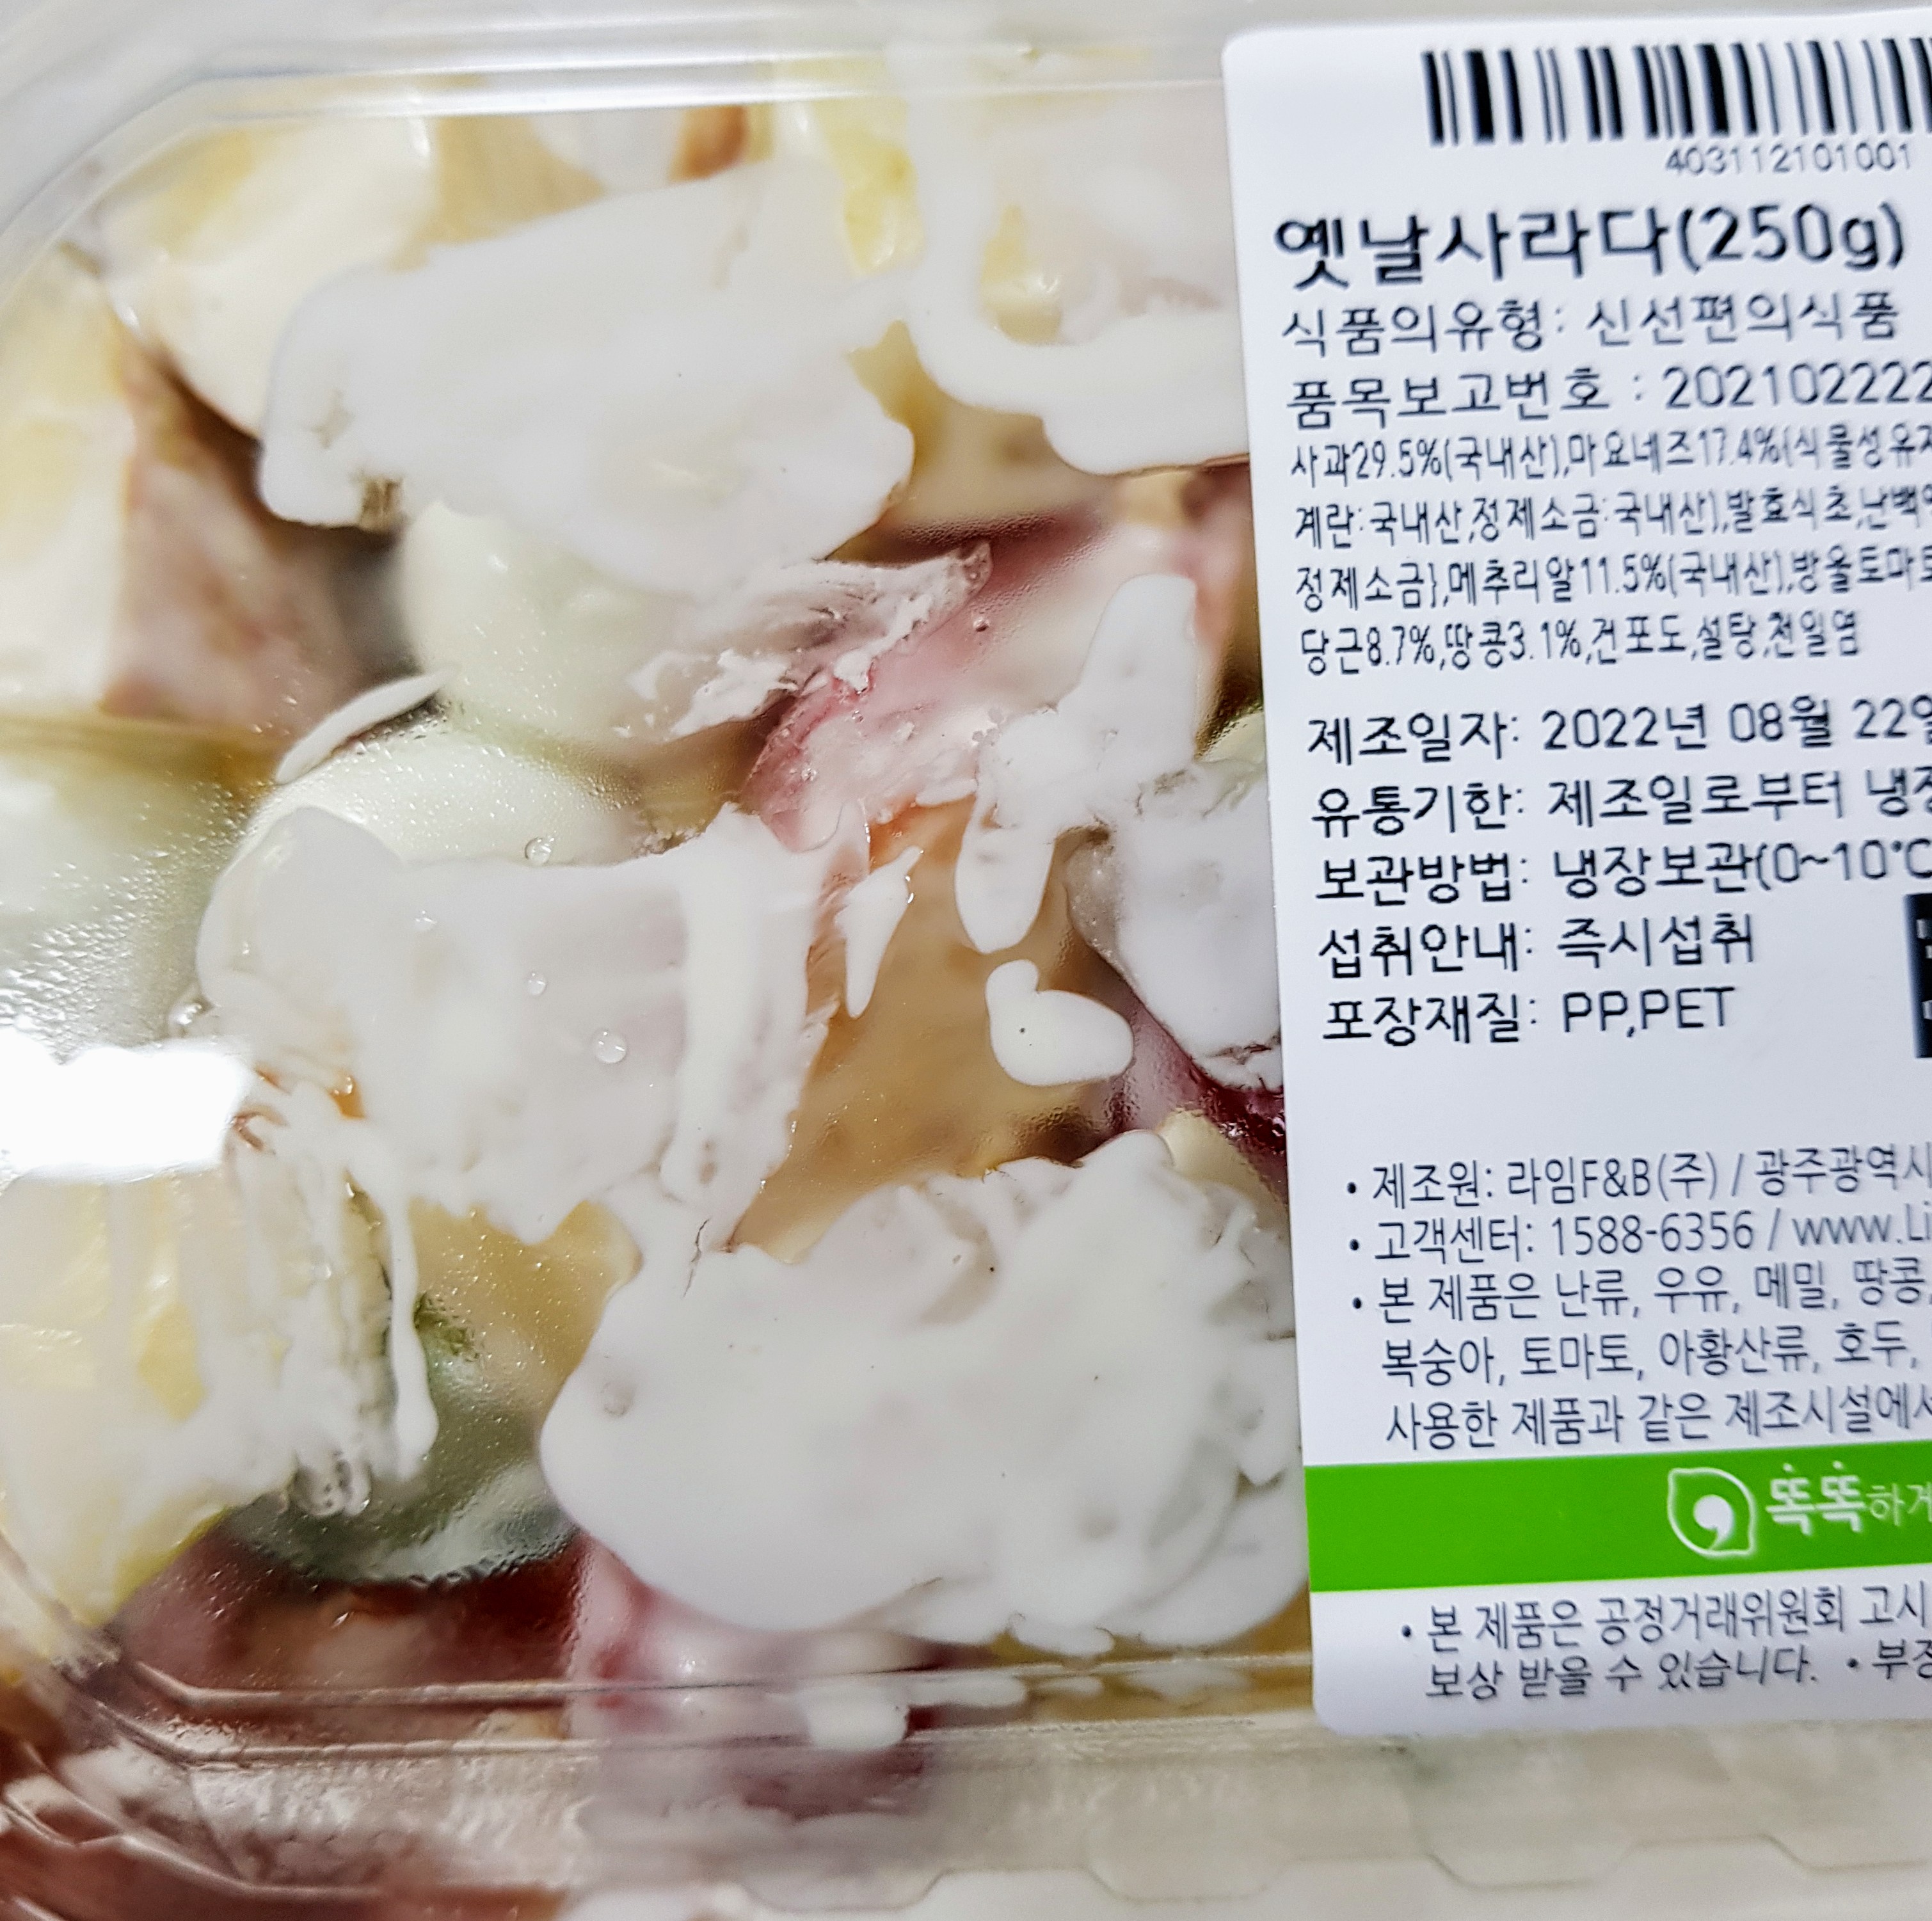 403112101001
옛날사라다(250g)
식품의유형: 신선편의식품
품목보고번호 : 202102222
사과29.5%(국내산),마요네즈17.4%(식물성유지
계란:국내산,정제소금:국내산),발효식초,난백액
정제소금},메추리알11.5%(국내산),방울토마토
당근8.7%,땅콩3.1%,건포도,설탕,천일염
제조일자: 2022년 08월 22일
유통기한: 제조일로부터 냉장
보관방법: 냉장보관(0~10℃
섭취안내: 즉시섭취
포장재질: PP,PET
• 제조원: 라임F&B(주) / 광주광역시
• 고객센터: 1588-6356 / www.Li
• 본 제품은 난류, 우유, 메밀, 땅콩,
복숭아, 토마토, 아황산류, 호두,
사용한 제품과 같은 제조시설에서
똑똑하게
• 본 제품은 공정거래위원회 고시
보상 받을 수 있습니다. • 부정